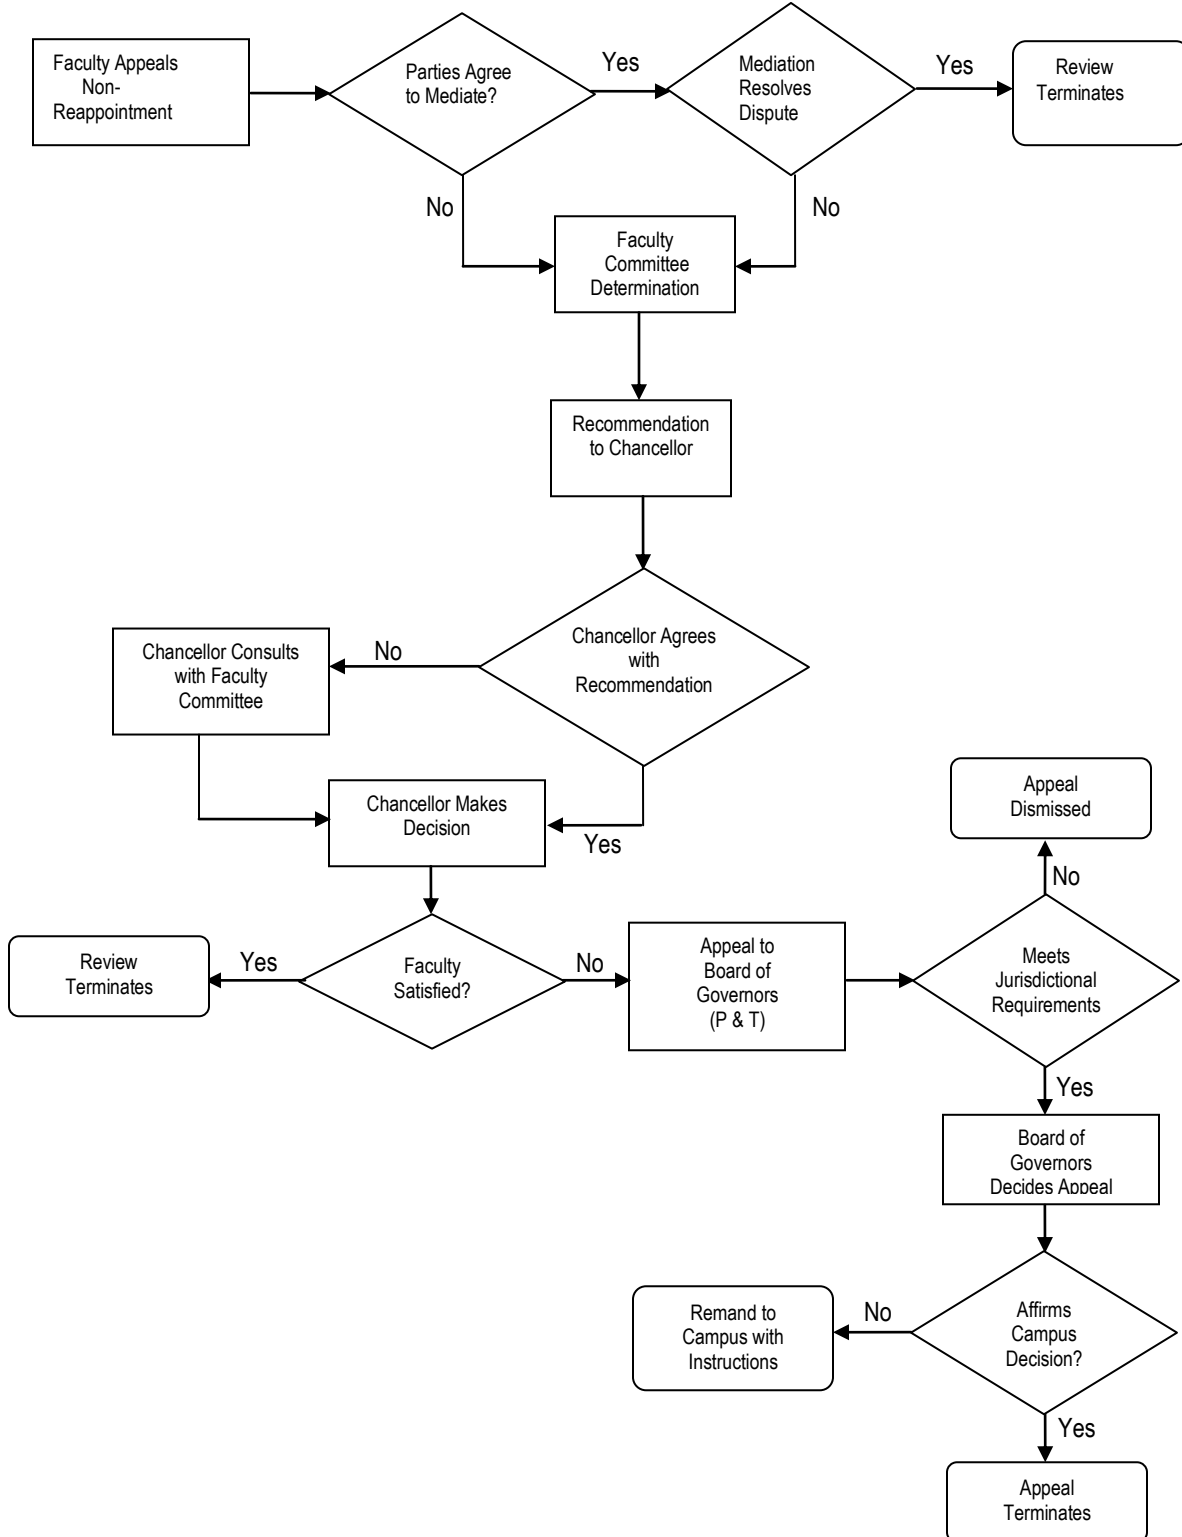 Faculty Appeals
Non-
Reappointment
Parties Agree
to Mediate?
Yes
Mediation
Resolves
Dispute
Yes
Review
Terminates
No
No
Faculty
Committee
Determination
Recommendation
to Chancellor
Chancellor Agrees
with
Recommendation
No
Chancellor Consults
with Faculty
Committee
Yes
Chancellor Makes
Decision
Faculty
Satisfied?
Yes
Review
Terminates
No
Appeal to
Board of
Governors
(P & T)
Meets
Jurisdictional
Requirements
No
Appeal
Dismissed
Yes
Board of
Governors
Decides Appeal
Affirms
Campus
Decision?
No
Remand to
Campus with
Instructions
Yes
Appeal
Terminates